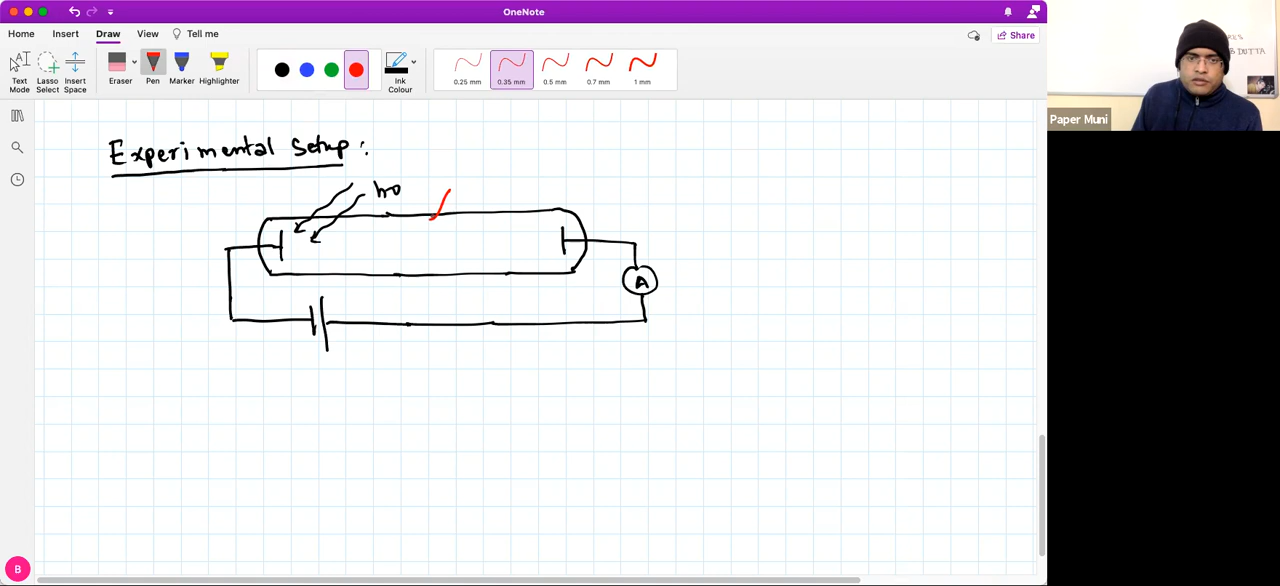 OneNote
Home Insert Draw View Tell me
Share
Text Mode
Lasso Select
Insert Space
Eraser
Pen
Marker
Highlighter
Ink Colour
0.25 mm
0.35 mm
0.5 mm
0.7 mm
1 mm
DUTTA
Paper Muni
Experimental Setup :
hυ
A
B